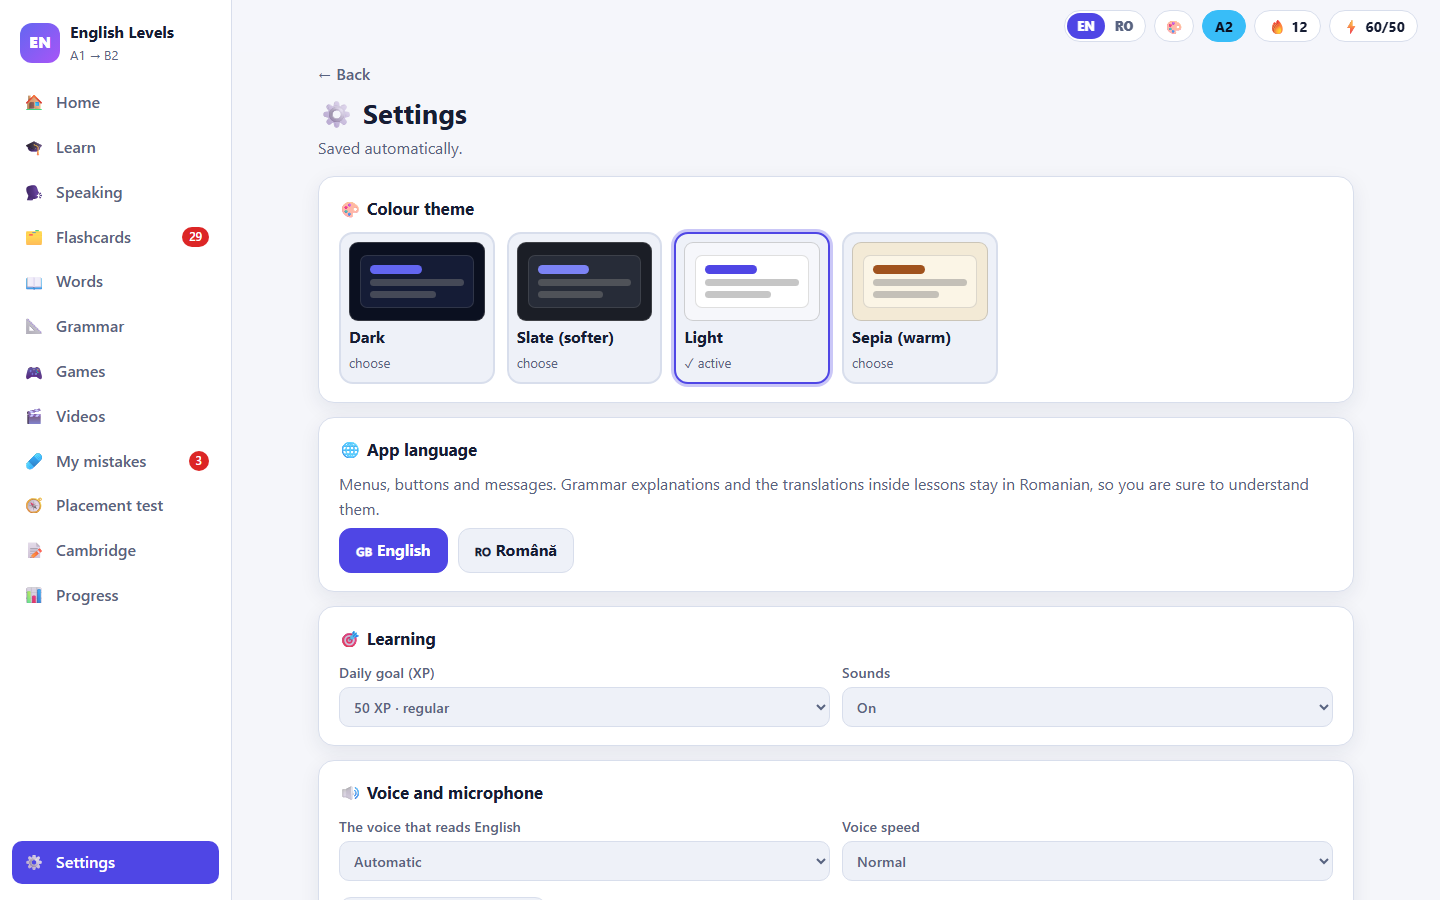 EN
English Levels
A1 → B2
Home
Learn
Speaking
Flashcards 29
Words
Grammar
Games
Videos
My mistakes 3
Placement test
Cambridge
Progress
Settings
EN RO A2 12 60/50
← Back
Settings
Saved automatically.
Colour theme
Dark
choose
Slate (softer)
choose
Light
✓ active
Sepia (warm)
choose
App language
Menus, buttons and messages. Grammar explanations and the translations inside lessons stay in Romanian, so you are sure to understand
them.
GB English
RO Română
Learning
Daily goal (XP)
50 XP · regular
Sounds
On
Voice and microphone
The voice that reads English
Automatic
Voice speed
Normal